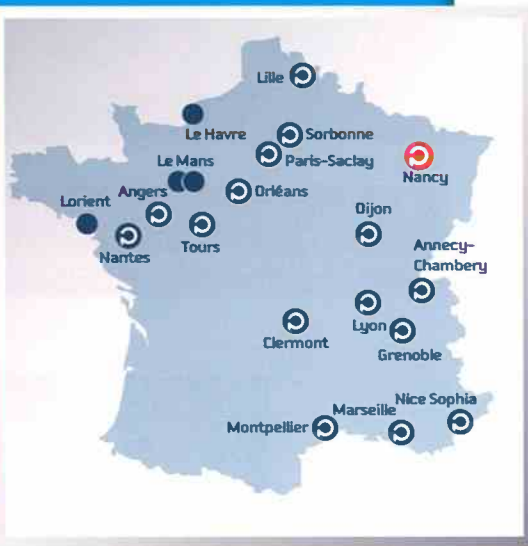 Lille
Le Havre
Sorbonne
Paris-Saclay
Nancy
Le Mans
Orléans
Angers
Lorient
Tours
Nantes
Dijon
Annecy-
Chambery
Lyon
Clermont
Grenoble
Nice Sophia
Marseille
Montpellier